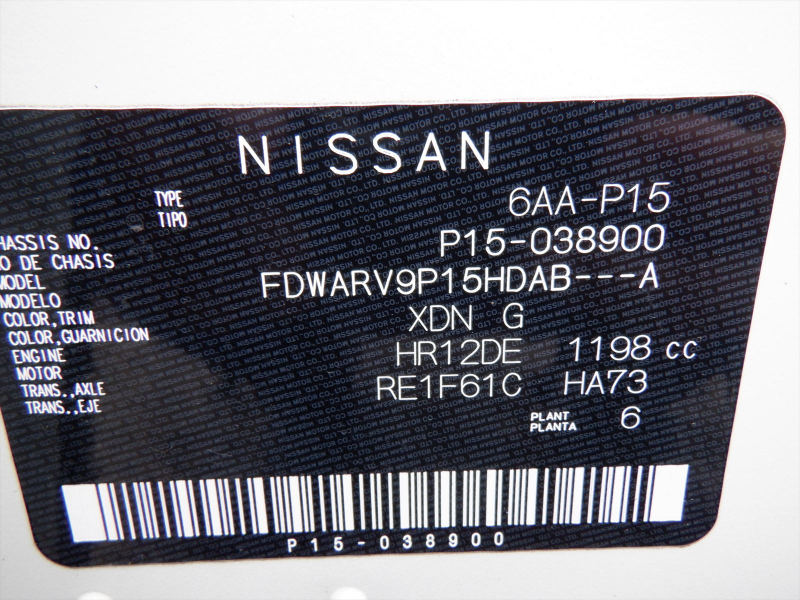 NISSAN
TYPE
TIPO
6AA-P15
HASSIS NO.
O DE CHASIS
P15-038900
MODEL
MODELO
FDWARV9P15HDAB---A
COLOR,TRIM
COLOR,GUARNICION
XDN G
ENGINE
MOTOR
HR12DE 1198 cc
TRANS.,AXLE
TRANS.,EJE
RE1F61C HA73
PLANT
PLANTA
6
P15-038900